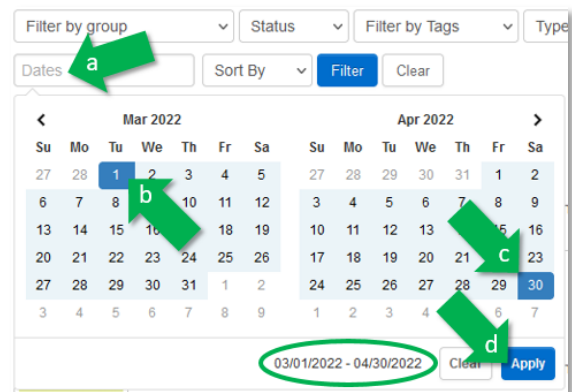 Filter by group Status Filter by Tags Type
Dates a Sort By Filter Clear
Mar 2022 Apr 2022
Su Mo Tu We Th Fr Sa Su Mo Tu We Th Fr Sa
27 28 1 2 3 4 5 27 28 29 30 31 1 2
6 7 8 b 10 11 12 3 4 5 6 7 8 9
13 14 15 16 18 19 10 11 12 13 15 16
20 21 22 23 24 25 26 17 18 19 20 21 c 23
27 28 29 30 31 1 2 24 25 26 27 28 29 30
3 4 5 6 7 8 9 1 2 3 4 6 7
d
03/01/2022 - 04/30/2022 Clear Apply